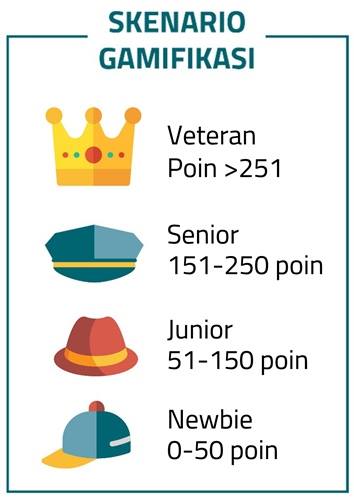 SKENARIO
GAMIFIKASI
Veteran
Poin >251
Senior
151-250 poin
Junior
51-150 poin
Newbie
0-50 poin